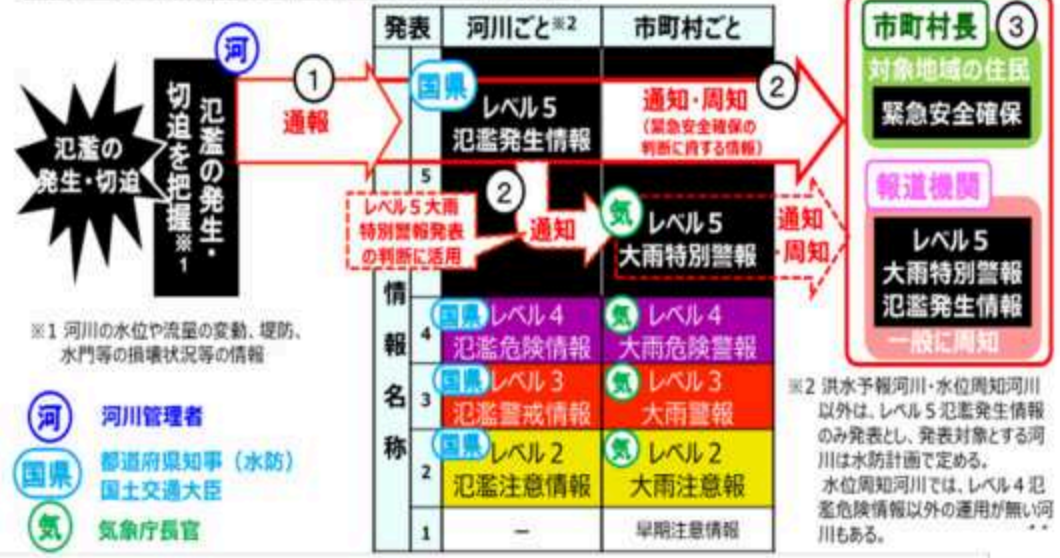 発表
河川ごと※2
市町村ごと
氾濫の
発生・切迫
河
氾濫の発生・
切迫を把握※1
①
通報
国県
レベル5
氾濫発生情報
通知・周知
(緊急安全確保の
判断に資する情報)
②
市町村長
③
対象地域の住民
緊急安全確保
5
②
レベル5大雨
特別警報発表
の判断に活用
通知
気
レベル5
大雨特別警報
通知
・周知
報道機関
レベル5
大雨特別警報
氾濫発生情報
一般に周知
情報名称
4
国県
レベル4
氾濫危険情報
気
レベル4
大雨危険警報
3
国県
レベル3
氾濫警戒情報
気
レベル3
大雨警報
2
国県
レベル2
氾濫注意情報
気
レベル2
大雨注意報
1
–
早期注意情報
※1 河川の水位や流量の変動、堤防、
水門等の損壊状況等の情報
河 河川管理者
国県 都道府県知事(水防)
国土交通大臣
気 気象庁長官
※2 洪水予報河川・水位周知河川
以外は、レベル5氾濫発生情報
のみ発表とし、発表対象とする河
川は水防計画で定める。
水位周知河川では、レベル4氾
濫危険情報以外の運用が無い河
川もある。